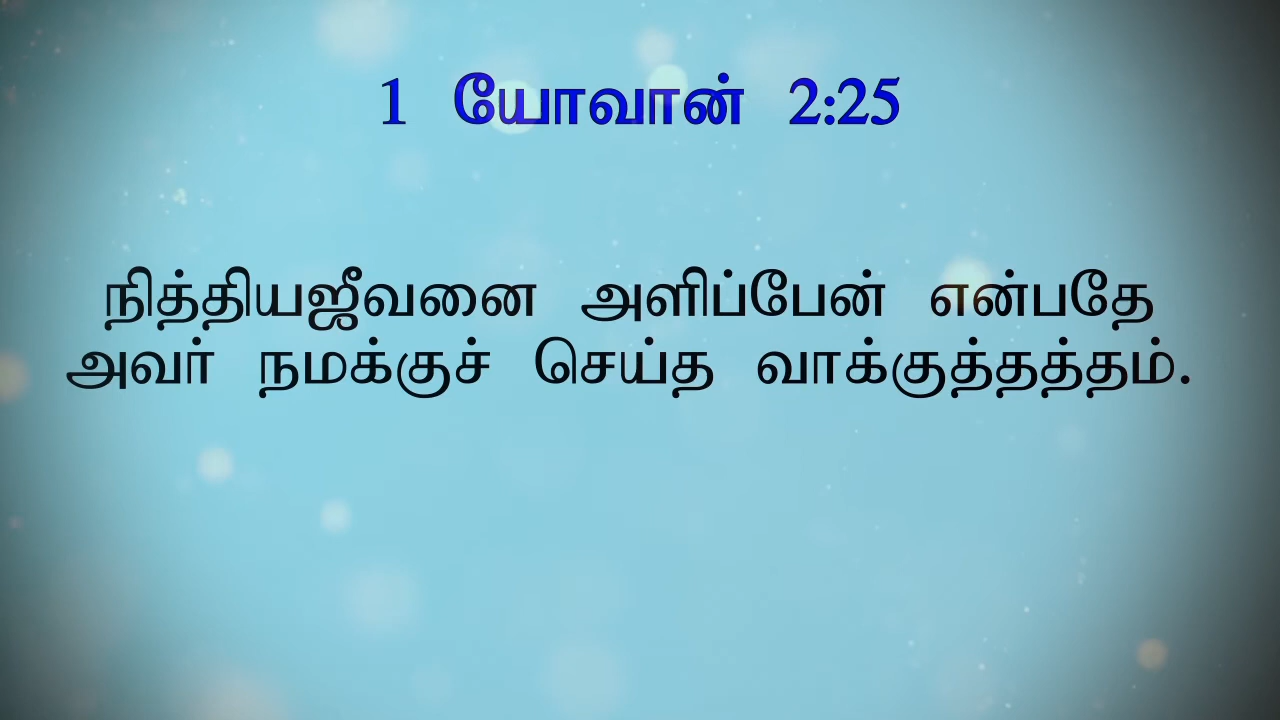 1 யோவான் 2:25
நித்தியஜீவனை அளிப்பேன் என்பதே
அவர் நமக்குச் செய்த வாக்குத்தத்தம்.